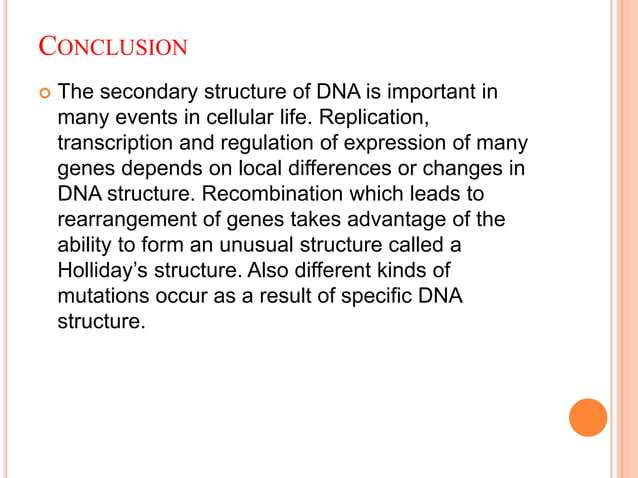 CONCLUSION
The secondary structure of DNA is important in
many events in cellular life. Replication,
transcription and regulation of expression of many
genes depends on local differences or changes in
DNA structure. Recombination which leads to
rearrangement of genes takes advantage of the
ability to form an unusual structure called a
Holliday’s structure. Also different kinds of
mutations occur as a result of specific DNA
structure.